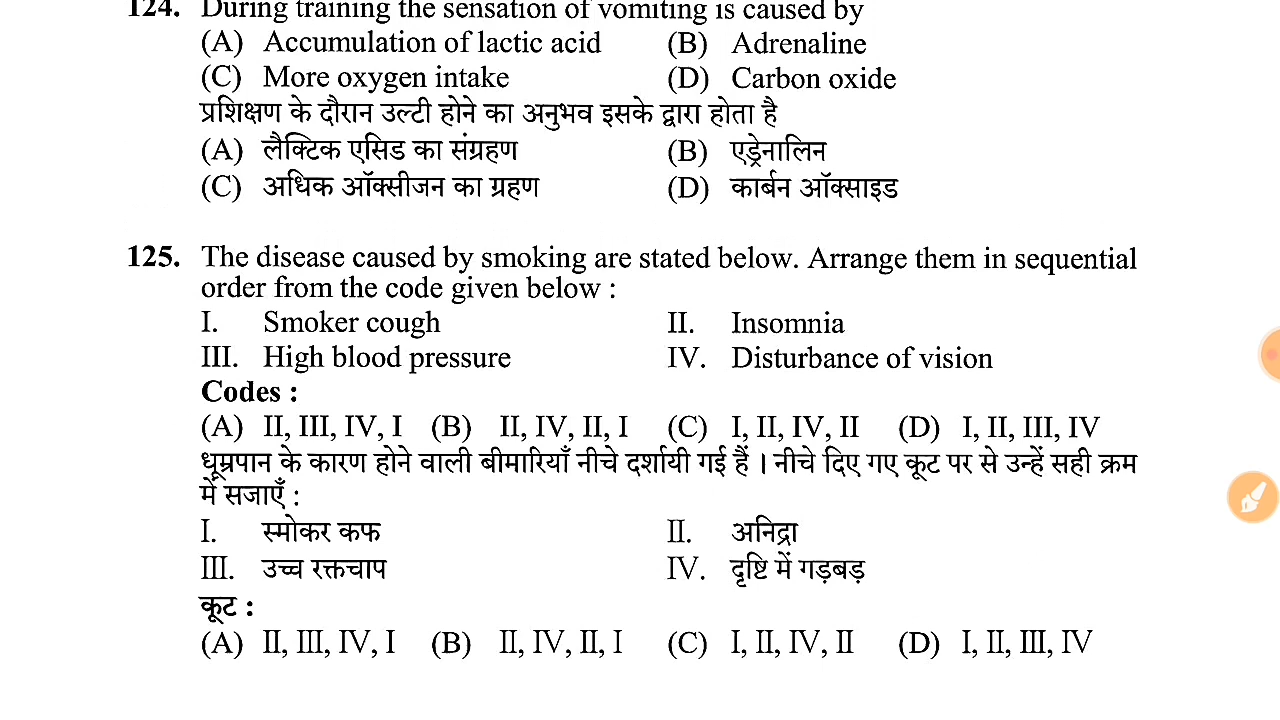 124. During training the sensation of vomiting is caused by
(A) Accumulation of lactic acid (B) Adrenaline
(C) More oxygen intake (D) Carbon oxide
प्रशिक्षण के दौरान उल्टी होने का अनुभव इसके द्वारा होता है
(A) लैक्टिक एसिड का संग्रहण (B) एड्रेनालिन
(C) अधिक ऑक्सीजन का ग्रहण (D) कार्बन ऑक्साइड
125. The disease caused by smoking are stated below. Arrange them in sequential
order from the code given below :
I. Smoker cough II. Insomnia
III. High blood pressure IV. Disturbance of vision
Codes :
(A) II, III, IV, I (B) II, IV, II, I (C) I, II, IV, II (D) I, II, III, IV
धूम्रपान के कारण होने वाली बीमारियाँ नीचे दर्शायी गई हैं । नीचे दिए गए कूट पर से उन्हें सही क्रम
में सजाएँ :
I. स्मोकर कफ II. अनिद्रा
III. उच्च रक्तचाप IV. दृष्टि में गड़बड़
कूट :
(A) II, III, IV, I (B) II, IV, II, I (C) I, II, IV, II (D) I, II, III, IV